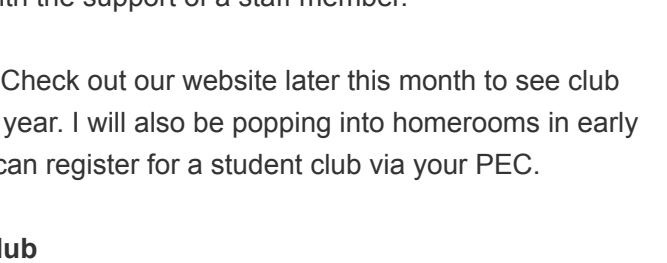 with the support of a staff member.
Check out our website later this month to see club
year. I will also be popping into homerooms in early
can register for a student club via your PEC.
lub